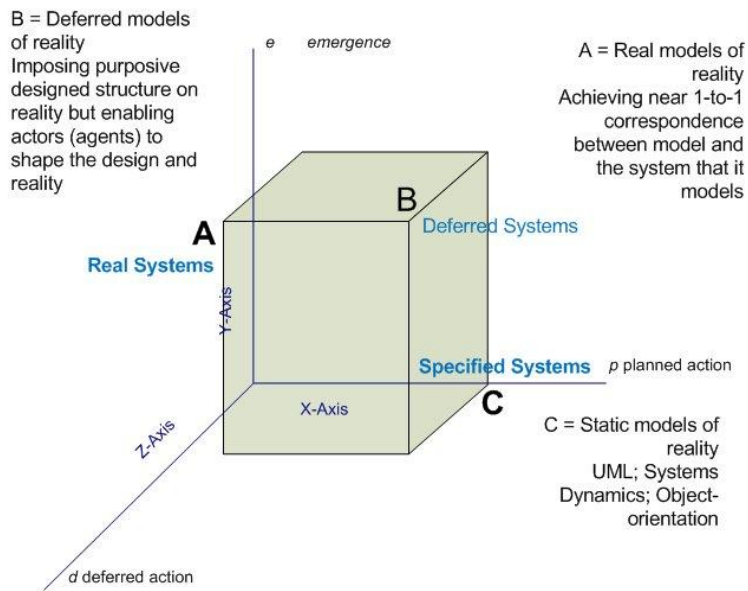 B = Deferred models
of reality
Imposing purposive
designed structure on
reality but enabling
actors (agents) to
shape the design and
reality
e emergence
A = Real models of
reality
Achieving near 1-to-1
correspondence
between model and
the system that it
models
B
A
Deferred Systems
Real Systems
Y-Axis
Specified Systems
p planned action
X-Axis
C
Z-Axis
C = Static models of
reality
UML; Systems
Dynamics; Object-
orientation
d deferred action